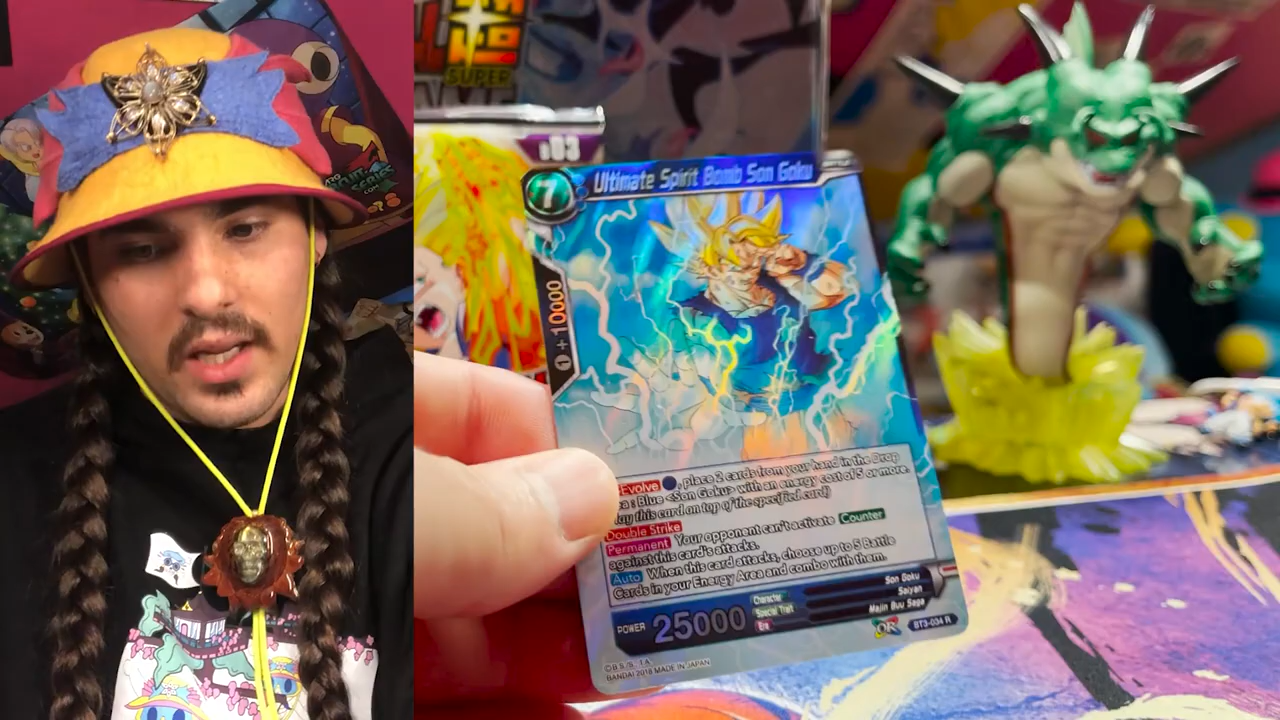 SUPER
B03
7
Ultimate Spirit Bomb Son Goku
BATTLE
1 + 10000
Evolve , place 2 cards from your hand in the Drop
: Blue <Son Goku> with an energy cost of 5 or more.
this card on top of the specified card)
Double Strike
Permanent Your opponent can't activate Counter
against this card's attacks.
Auto When this card attacks, choose up to 5 Battle
Cards in your Energy Area and combo with them.
POWER 25000
Character Son Goku
Special Trait Saiyan
Era Majin Buu Saga
BT3-034 R
BANDAI 2018 MADE IN JAPAN